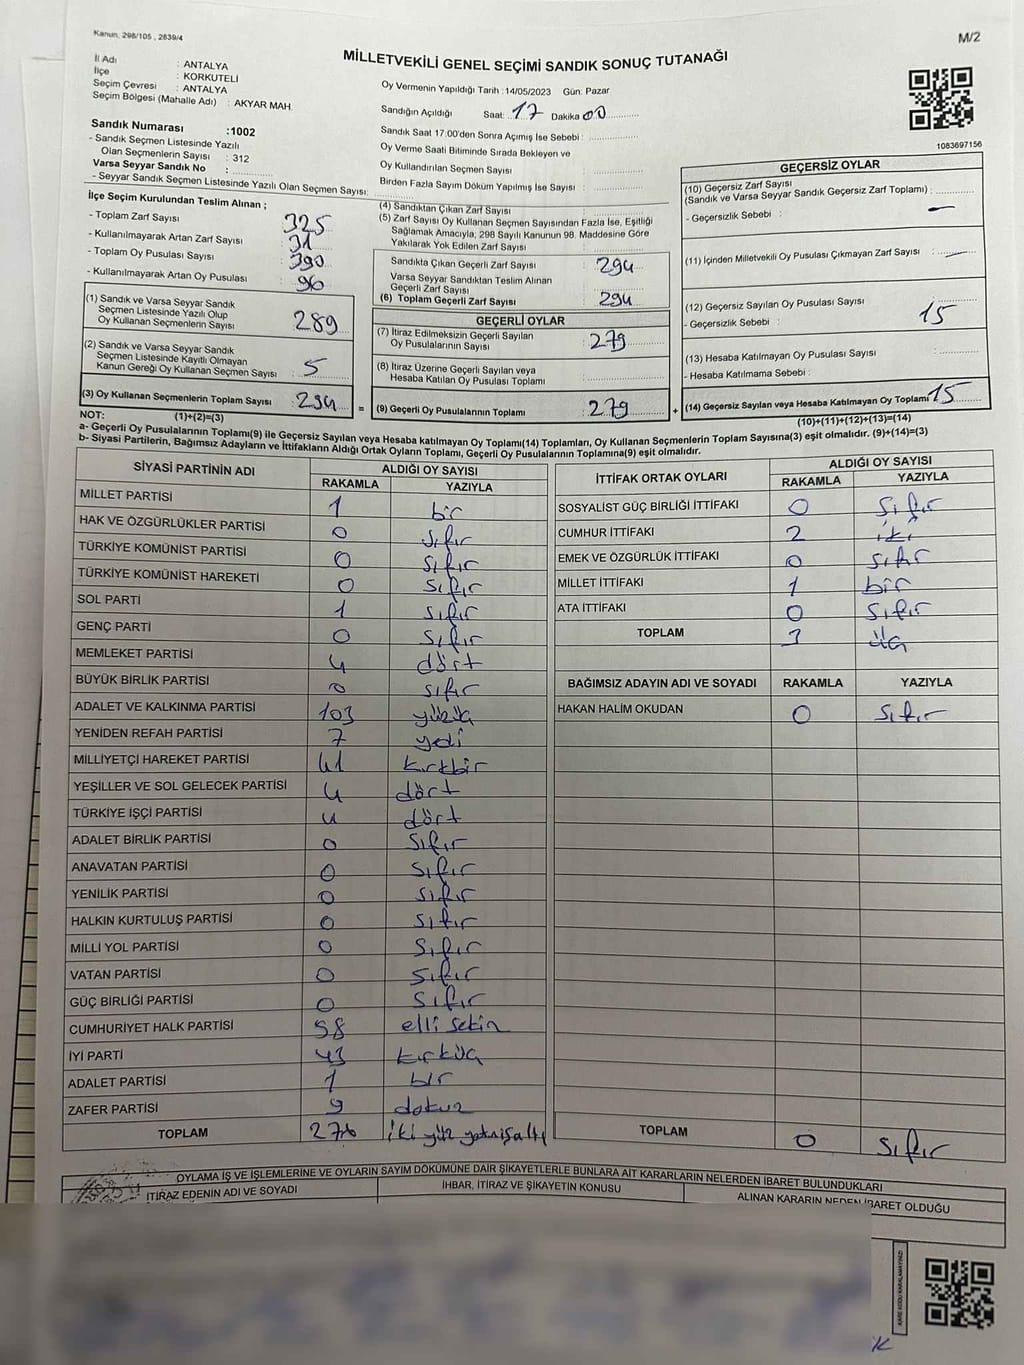 Kanun, 298/105 , 2839/4
M/2
MİLLETVEKİLİ GENEL SEÇİMİ SANDIK SONUÇ TUTANAĞI
İl Adı : ANTALYA
İlçe : KORKUTELİ
Seçim Çevresi : ANTALYA
Seçim Bölgesi (Mahalle Adı) : AKYAR MAH.
Sandık Numarası :1002
- Sandık Seçmen Listesinde Yazılı
Olan Seçmenlerin Sayısı : 312
Varsa Seyyar Sandık No :
- Seyyar Sandık Seçmen Listesinde Yazılı Olan Seçmen Sayısı:
Oy Vermenin Yapıldığı Tarih :14/05/2023 Gün: Pazar
Sandığın Açıldığı Saat: 17 Dakika 00
Sandık Saat 17:00'den Sonra Açımış İse Sebebi :
Oy Verme Saati Bitiminde Sırada Bekleyen ve
Oy Kullandırılan Seçmen Sayısı :
Birden Fazla Sayım Döküm Yapılmış İse Sayısı :
1083697156
İlçe Seçim Kurulundan Teslim Alınan ;
- Toplam Zarf Sayısı 325
- Kullanılmayarak Artan Zarf Sayısı 31
- Toplam Oy Pusulası Sayısı 390
- Kullanılmayarak Artan Oy Pusulası 96
(1) Sandık ve Varsa Seyyar Sandık
Seçmen Listesinde Yazılı Olup
Oy Kullanan Seçmenlerin Sayısı : 289
(2) Sandık ve Varsa Seyyar Sandık
Seçmen Listesinde Kayıtlı Olmayan
Kanun Gereği Oy Kullanan Seçmen Sayısı : 5
(3) Oy Kullanan Seçmenlerin Toplam Sayısı : 294
(4) Sandıktan Çıkan Zarf Sayısı :
(5) Zarf Sayısı Oy Kullanan Seçmen Sayısından Fazla İse, Eşitliği
Sağlamak Amacıyla, 298 Sayılı Kanunun 98. Maddesine Göre
Yakılarak Yok Edilen Zarf Sayısı :
Sandıkta Çıkan Geçerli Zarf Sayısı : 294
Varsa Seyyar Sandıktan Teslim Alınan
Geçerli Zarf Sayısı :
(6) Toplam Geçerli Zarf Sayısı : 294
GEÇERLİ OYLAR
(7) İtiraz Edilmeksizin Geçerli Sayılan
Oy Pusulalarının Sayısı : 279
(8) İtiraz Üzerine Geçerli Sayılan veya
Hesaba Katılan Oy Pusulası Toplamı :
= (9) Geçerli Oy Pusulalarının Toplamı : 279
GEÇERSİZ OYLAR
(10) Geçersiz Zarf Sayısı
(Sandık ve Varsa Seyyar Sandık Geçersiz Zarf Toplamı) :
- Geçersizlik Sebebi : —
(11) İçinden Milletvekili Oy Pusulası Çıkmayan Zarf Sayısı : —
(12) Geçersiz Sayılan Oy Pusulası Sayısı :
- Geçersizlik Sebebi : 15
(13) Hesaba Katılmayan Oy Pusulası Sayısı :
- Hesaba Katılmama Sebebi :
+ (14) Geçersiz Sayılan veya Hesaba Katılmayan Oy Toplamı 15
NOT: (1)+(2)=(3)
(10)+(11)+(12)+(13)=(14)
a- Geçerli Oy Pusulalarının Toplamı(9) ile Geçersiz Sayılan veya Hesaba katılmayan Oy Toplamı(14) Toplamları, Oy Kullanan Seçmenlerin Toplam Sayısına(3) eşit olmalıdır. (9)+(14)=(3)
b- Siyasi Partilerin, Bağımsız Adayların ve İttifakların Aldığı Ortak Oyların Toplamı, Geçerli Oy Pusulalarının Toplamına(9) eşit olmalıdır.
SİYASİ PARTİNİN ADI ALDIĞI OY SAYISI
RAKAMLA YAZIYLA
MİLLET PARTİSİ 1 bir
HAK VE ÖZGÜRLÜKLER PARTİSİ 0 sıfır
TÜRKİYE KOMÜNİST PARTİSİ 0 sıfır
TÜRKİYE KOMÜNİST HAREKETİ 0 sıfır
SOL PARTİ 1 sıfır
GENÇ PARTİ 0 sıfır
MEMLEKET PARTİSİ 4 dört
BÜYÜK BİRLİK PARTİSİ 0 sıfır
ADALET VE KALKINMA PARTİSİ 103 yüzüç
YENİDEN REFAH PARTİSİ 7 yedi
MİLLİYETÇİ HAREKET PARTİSİ 41 kırkbir
YEŞİLLER VE SOL GELECEK PARTİSİ 4 dört
TÜRKİYE İŞÇİ PARTİSİ 4 dört
ADALET BİRLİK PARTİSİ 0 sıfır
ANAVATAN PARTİSİ 0 sıfır
YENİLİK PARTİSİ 0 sıfır
HALKIN KURTULUŞ PARTİSİ 0 sıfır
MİLLİ YOL PARTİSİ 0 sıfır
VATAN PARTİSİ 0 sıfır
GÜÇ BİRLİĞİ PARTİSİ 0 sıfır
CUMHURİYET HALK PARTİSİ 58 elli sekiz
İYİ PARTİ 43 kırküç
ADALET PARTİSİ 1 bir
ZAFER PARTİSİ 9 dokuz
TOPLAM 276 iki yüz yetmişaltı
İTTİFAK ORTAK OYLARI ALDIĞI OY SAYISI
RAKAMLA YAZIYLA
SOSYALİST GÜÇ BİRLİĞİ İTTİFAKI 0 sıfır
CUMHUR İTTİFAKI 2 iki
EMEK VE ÖZGÜRLÜK İTTİFAKI 0 sıfır
MİLLET İTTİFAKI 1 bir
ATA İTTİFAKI 0 sıfır
TOPLAM 3 üç
BAĞIMSIZ ADAYIN ADI VE SOYADI RAKAMLA YAZIYLA
HAKAN HALİM OKUDAN 0 sıfır
TOPLAM 0 sıfır
OYLAMA İŞ VE İŞLEMLERİNE VE OYLARIN SAYIM DÖKÜMÜNE DAİR ŞİKAYETLERLE BUNLARA AİT KARARLARIN NELERDEN İBARET BULUNDUKLARI
İTİRAZ EDENİN ADI VE SOYADI İHBAR, İTİRAZ VE ŞİKAYETİN KONUSU ALINAN KARARIN NEDEN İBARET OLDUĞU
KARE KODU KARALAMAYINIZ!